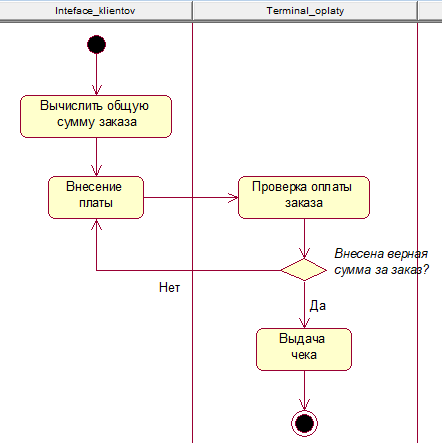 Inteface_klientov
Terminal_oplaty
Вычислить общую
сумму заказа
Внесение
платы
Проверка оплаты
заказа
Внесена верная
сумма за заказ?
Нет
Да
Выдача
чека